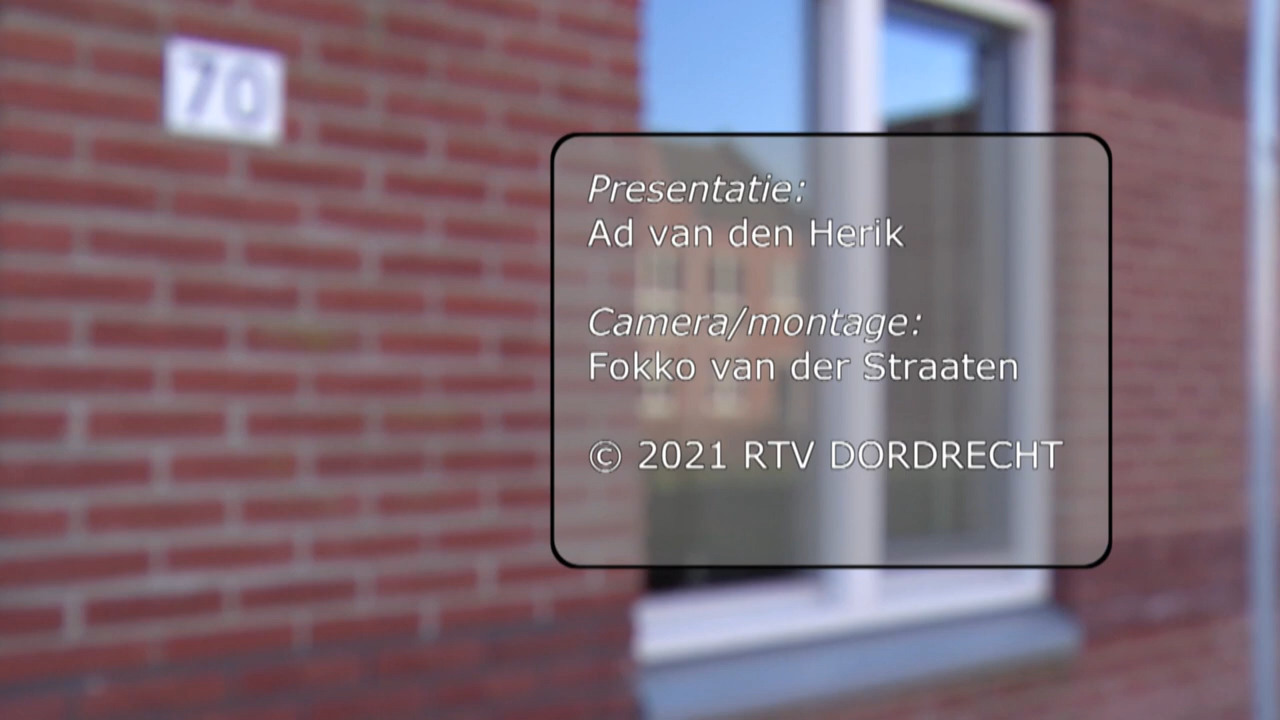 70
Presentatie:
Ad van den Herik
Camera/montage:
Fokko van der Straaten
© 2021 RTV DORDRECHT